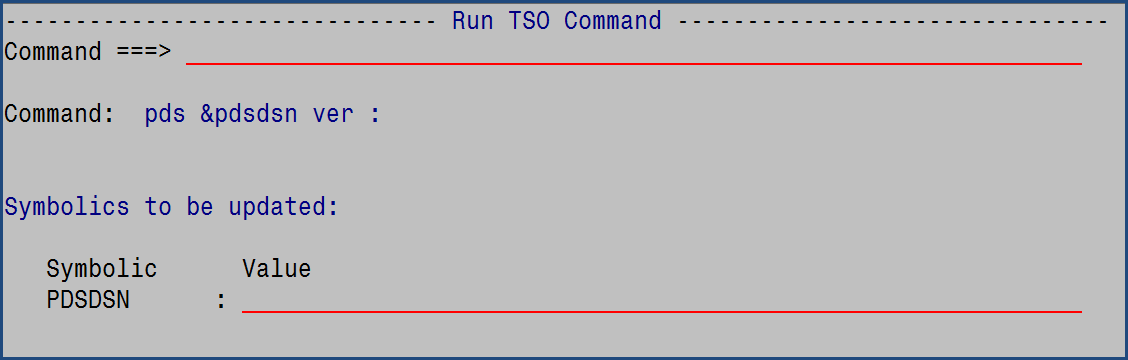 ------------------------------- Run TSO Command -------------------------------
Command ===>
Command: pds &pdsdsn ver :
Symbolics to be updated:
Symbolic Value
PDSDSN :